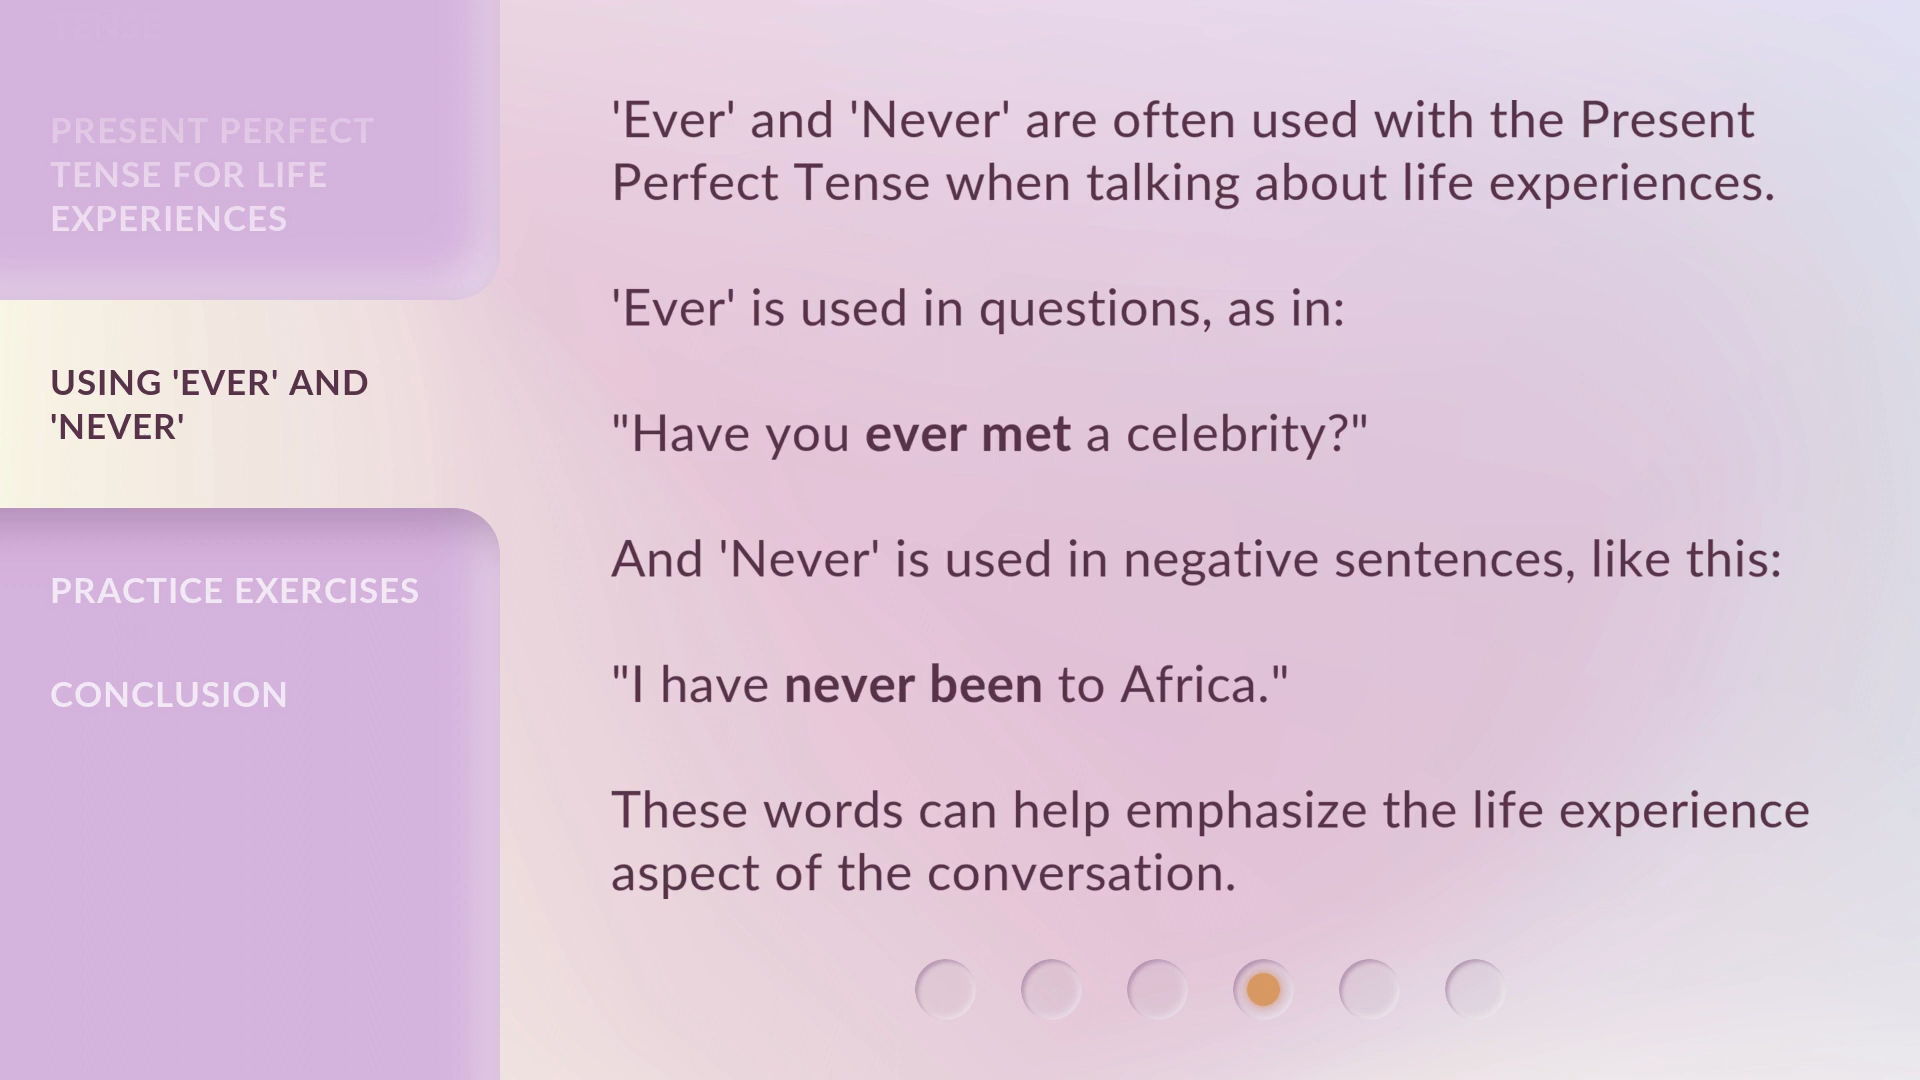 TENSE
PRESENT PERFECT
TENSE FOR LIFE
EXPERIENCES
USING 'EVER' AND
'NEVER'
PRACTICE EXERCISES
CONCLUSION
'Ever' and 'Never' are often used with the Present
Perfect Tense when talking about life experiences.
'Ever' is used in questions, as in:
"Have you ever met a celebrity?"
And 'Never' is used in negative sentences, like this:
"I have never been to Africa."
These words can help emphasize the life experience
aspect of the conversation.